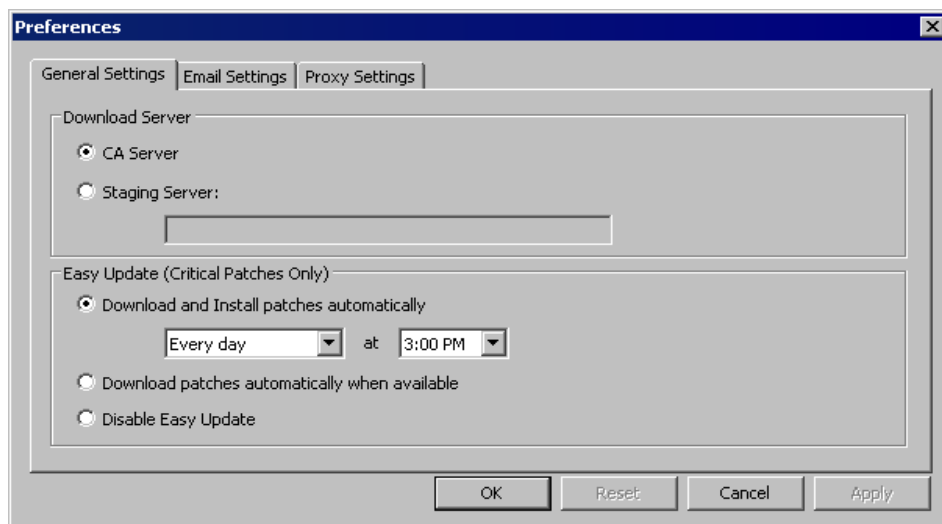 Preferences
General Settings Email Settings Proxy Settings
Download Server
CA Server
Staging Server:
Easy Update (Critical Patches Only)
Download and Install patches automatically
Every day at 3:00 PM
Download patches automatically when available
Disable Easy Update
OK Reset Cancel Apply